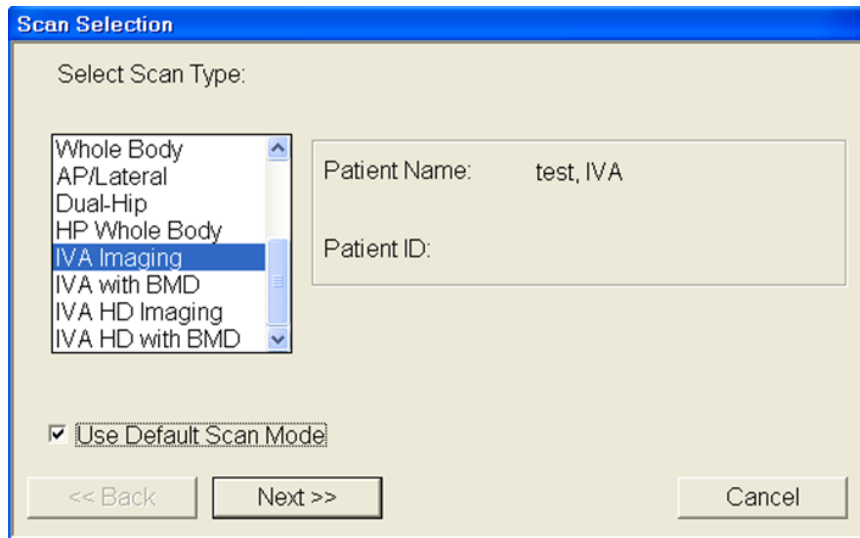 Scan Selection
Select Scan Type:
Whole Body
AP/Lateral
Dual-Hip
HP Whole Body
IVA Imaging
IVA with BMD
IVA HD Imaging
IVA HD with BMD
Patient Name: test, IVA
Patient ID:
Use Default Scan Mode
<< Back Next >> Cancel